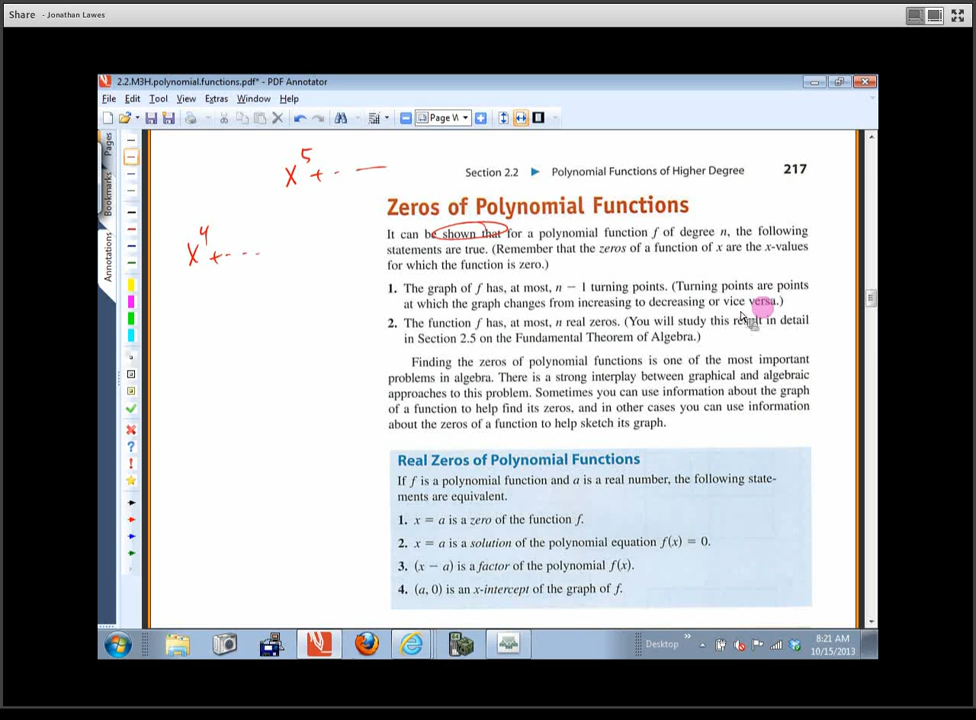 Share - Jonathan Lawes
2.2.M3H.polynomial.functions.pdf* - PDF Annotator
File Edit Tool View Extras Window Help
Page W
Pages
Bookmarks
Annotations
x⁵ + - —
x⁴ + - - -
Section 2.2 ► Polynomial Functions of Higher Degree 217
Zeros of Polynomial Functions
It can be shown that for a polynomial function f of degree n, the following
statements are true. (Remember that the zeros of a function of x are the x-values
for which the function is zero.)
1. The graph of f has, at most, n − 1 turning points. (Turning points are points
at which the graph changes from increasing to decreasing or vice versa.)
2. The function f has, at most, n real zeros. (You will study this result in detail
in Section 2.5 on the Fundamental Theorem of Algebra.)
Finding the zeros of polynomial functions is one of the most important
problems in algebra. There is a strong interplay between graphical and algebraic
approaches to this problem. Sometimes you can use information about the graph
of a function to help find its zeros, and in other cases you can use information
about the zeros of a function to help sketch its graph.
Real Zeros of Polynomial Functions
If f is a polynomial function and a is a real number, the following state-
ments are equivalent.
1. x = a is a zero of the function f.
2. x = a is a solution of the polynomial equation f(x) = 0.
3. (x − a) is a factor of the polynomial f(x).
4. (a, 0) is an x-intercept of the graph of f.
Desktop »
8:21 AM
10/15/2013